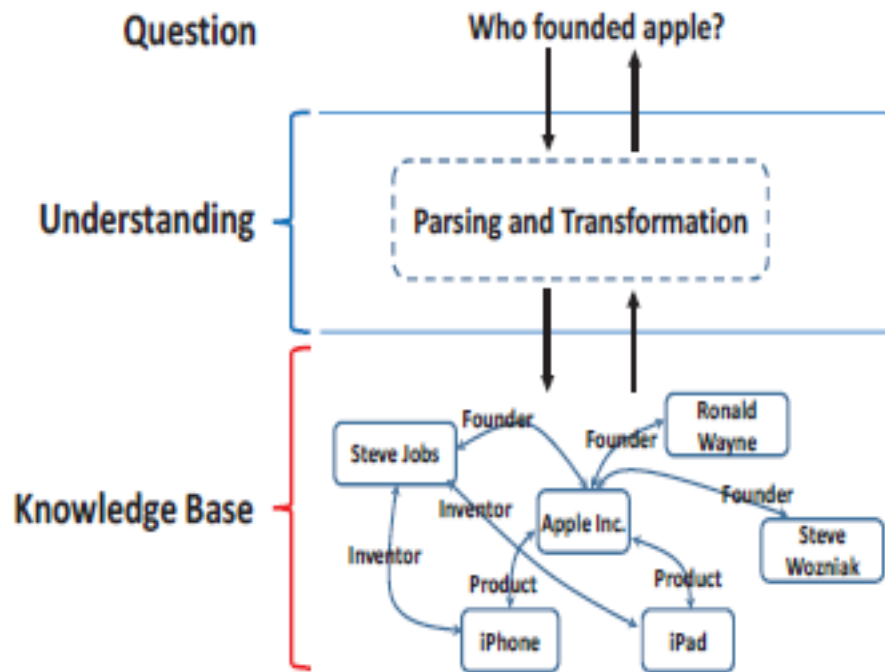 Question
Who founded apple?
Understanding
Parsing and Transformation
Knowledge Base
Founder
Ronald
Wayne
Steve Jobs
Founder
Founder
Inventor
Apple Inc.
Steve
Wozniak
Inventor
Product
Product
iPhone
iPad